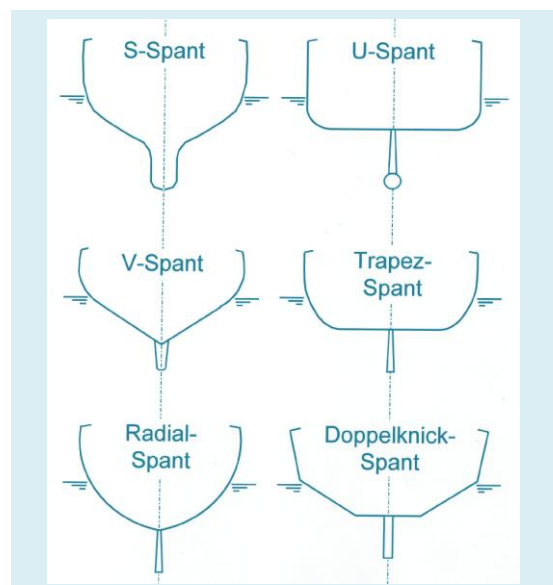 S-Spant
U-Spant
V-Spant
Trapez-
Spant
Radial-
Spant
Doppelknick-
Spant